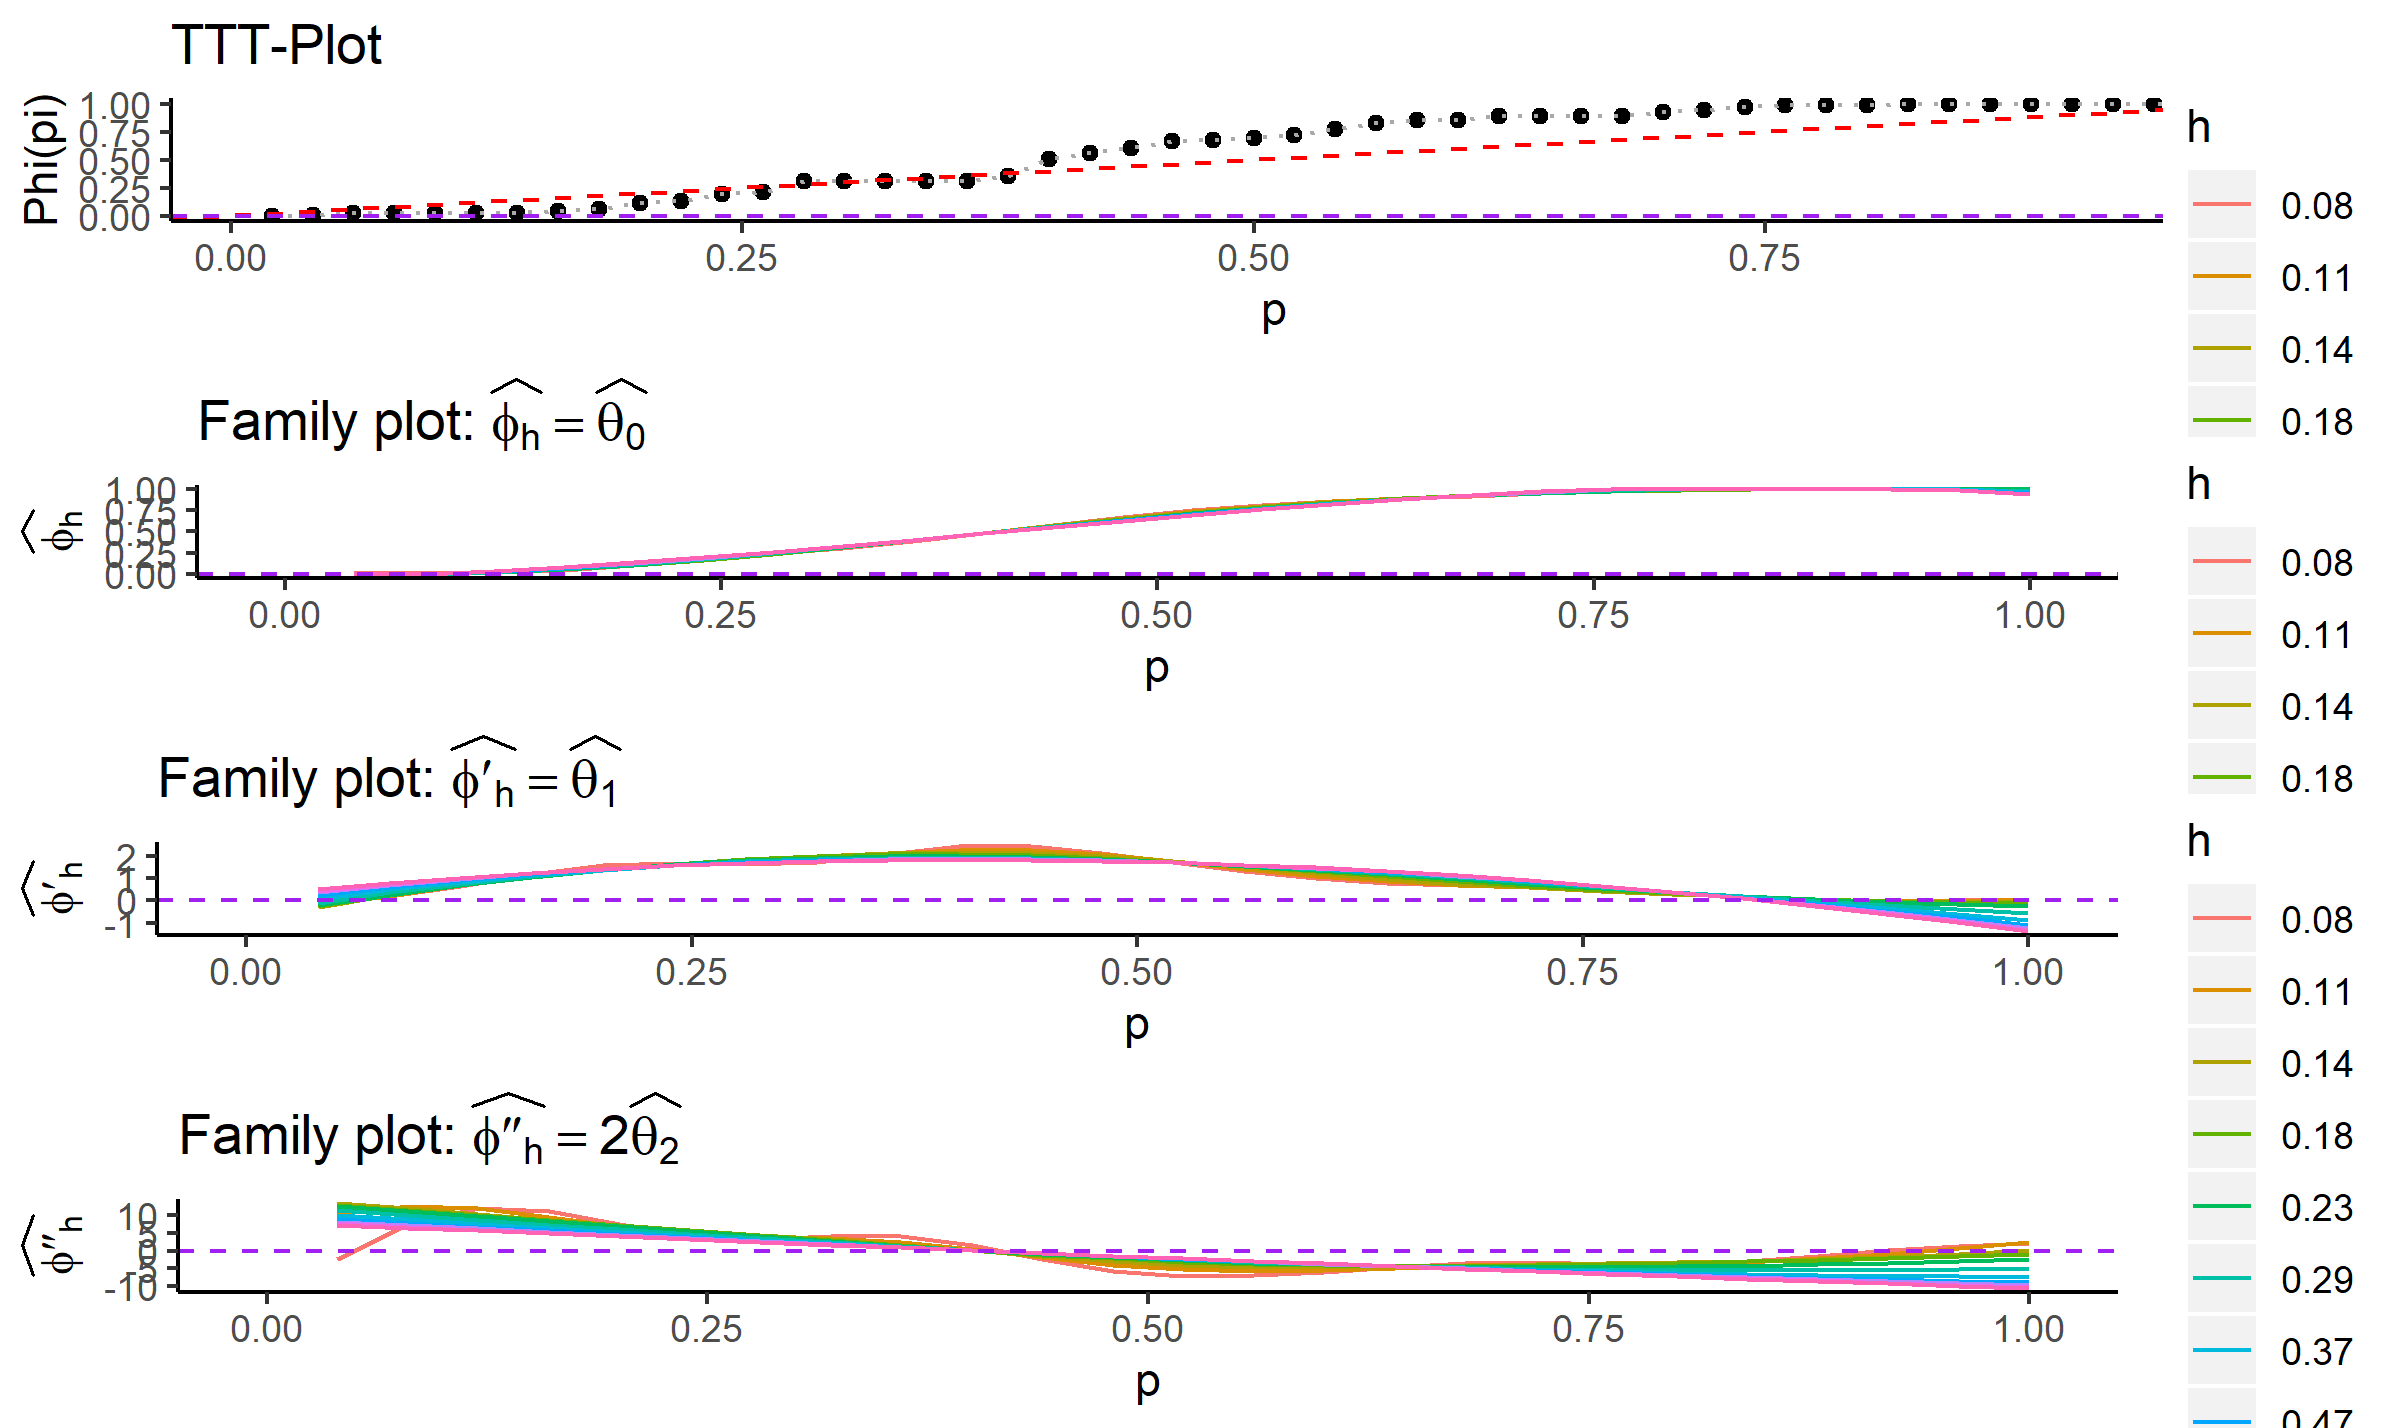 TTT-Plot
Phi(pi)
1.00
0.75
0.50
0.25
0.00
0.00 0.25 0.50 0.75
p
h
0.08
0.11
0.14
0.18
Family plot: ϕ̂h = θ̂0
ϕ̂h
1.00
0.75
0.50
0.25
0.00
0.00 0.25 0.50 0.75 1.00
p
h
0.08
0.11
0.14
0.18
Family plot: ϕ̂′h = θ̂1
ϕ̂′h
2
1
0
-1
0.00 0.25 0.50 0.75 1.00
p
h
0.08
0.11
0.14
0.18
0.23
0.29
0.37
0.47
Family plot: ϕ̂″h = 2θ̂2
ϕ̂″h
10
5
0
-5
-10
0.00 0.25 0.50 0.75 1.00
p